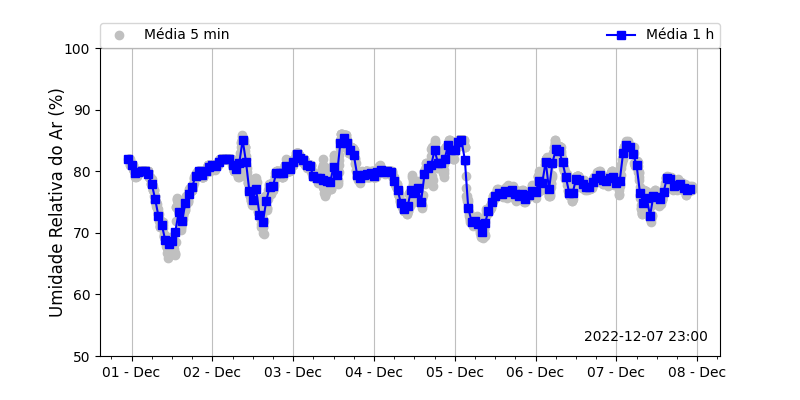 Média 5 min
Média 1 h
Umidade Relativa do Ar (%)
100
90
80
70
60
50
2022-12-07 23:00
01 - Dec 02 - Dec 03 - Dec 04 - Dec 05 - Dec 06 - Dec 07 - Dec 08 - Dec